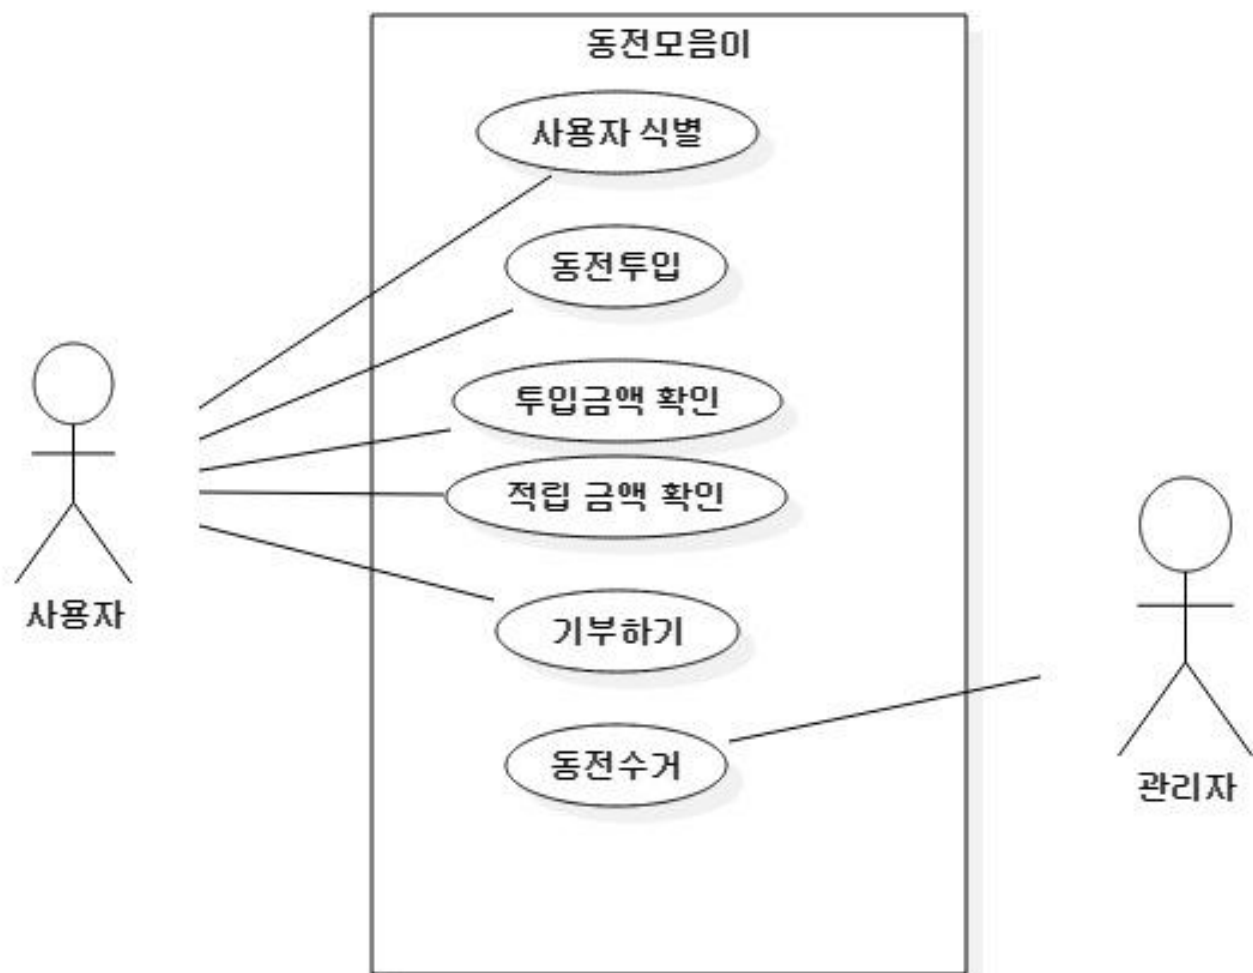 동전모음이
사용자 식별
동전투입
투입금액 확인
적립 금액 확인
사용자
기부하기
동전수거
관리자